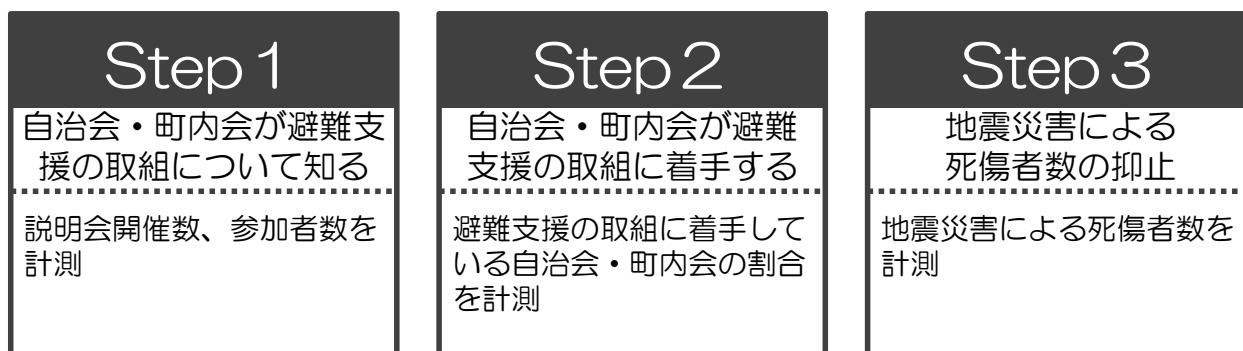 Step1
自治会・町内会が避難支
援の取組について知る
説明会開催数、参加者数を
計測
Step2
自治会・町内会が避難
支援の取組に着手する
避難支援の取組に着手して
いる自治会・町内会の割合
を計測
Step3
地震災害による
死傷者数の抑止
地震災害による死傷者数を
計測